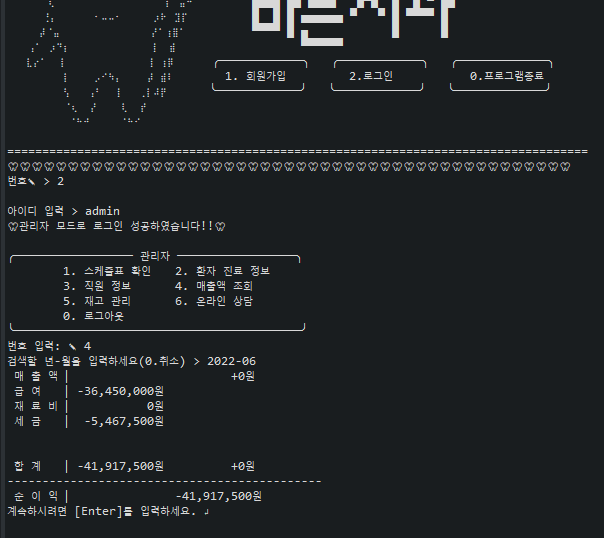 1. 회원가입 2.로그인 0.프로그램종료
================================================================================
번호 > 2
아이디 입력 > admin
관리자 모드로 로그인 성공하였습니다!!
관리자
1. 스케줄표 확인 2. 환자 진료 정보
3. 직원 정보 4. 매출액 조회
5. 재고 관리 6. 온라인 상담
0. 로그아웃
번호 입력: 4
검색할 년-월을 입력하세요(0.취소) > 2022-06
매 출 액 | +0원
급 여 | -36,450,000원
재 료 비 | 0원
세 금 | -5,467,500원
합 계 | -41,917,500원 +0원
---------------------------------------------
순 이 익 | -41,917,500원
계속하시려면 [Enter]를 입력하세요. ↲